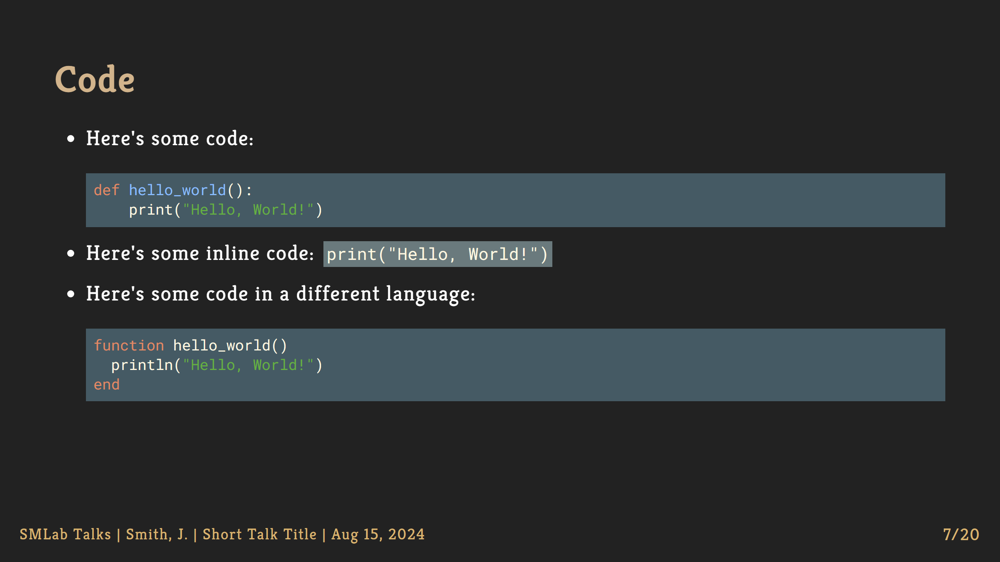 Code
Here's some code:
def hello_world():
    print("Hello, World!")
Here's some inline code: print("Hello, World!")
Here's some code in a different language:
function hello_world()
  println("Hello, World!")
end
SMLab Talks | Smith, J. | Short Talk Title | Aug 15, 2024
7/20